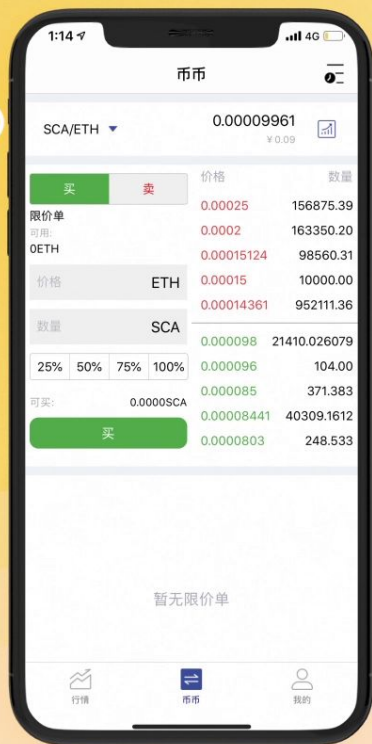 1:14 4G
币币
SCA/ETH 0.00009961
¥0.09
买 卖
限价单
可用:
0ETH
价格 ETH
数量 SCA
25% 50% 75% 100%
可买: 0.0000SCA
买
价格 数量
0.00025 156875.39
0.0002 163350.20
0.00015124 98560.31
0.00015 10000.00
0.00014361 952111.36
0.000098 21410.026079
0.000096 104.00
0.000085 371.383
0.00008441 40309.1612
0.0000803 248.533
暂无限价单
行情 币币 我的